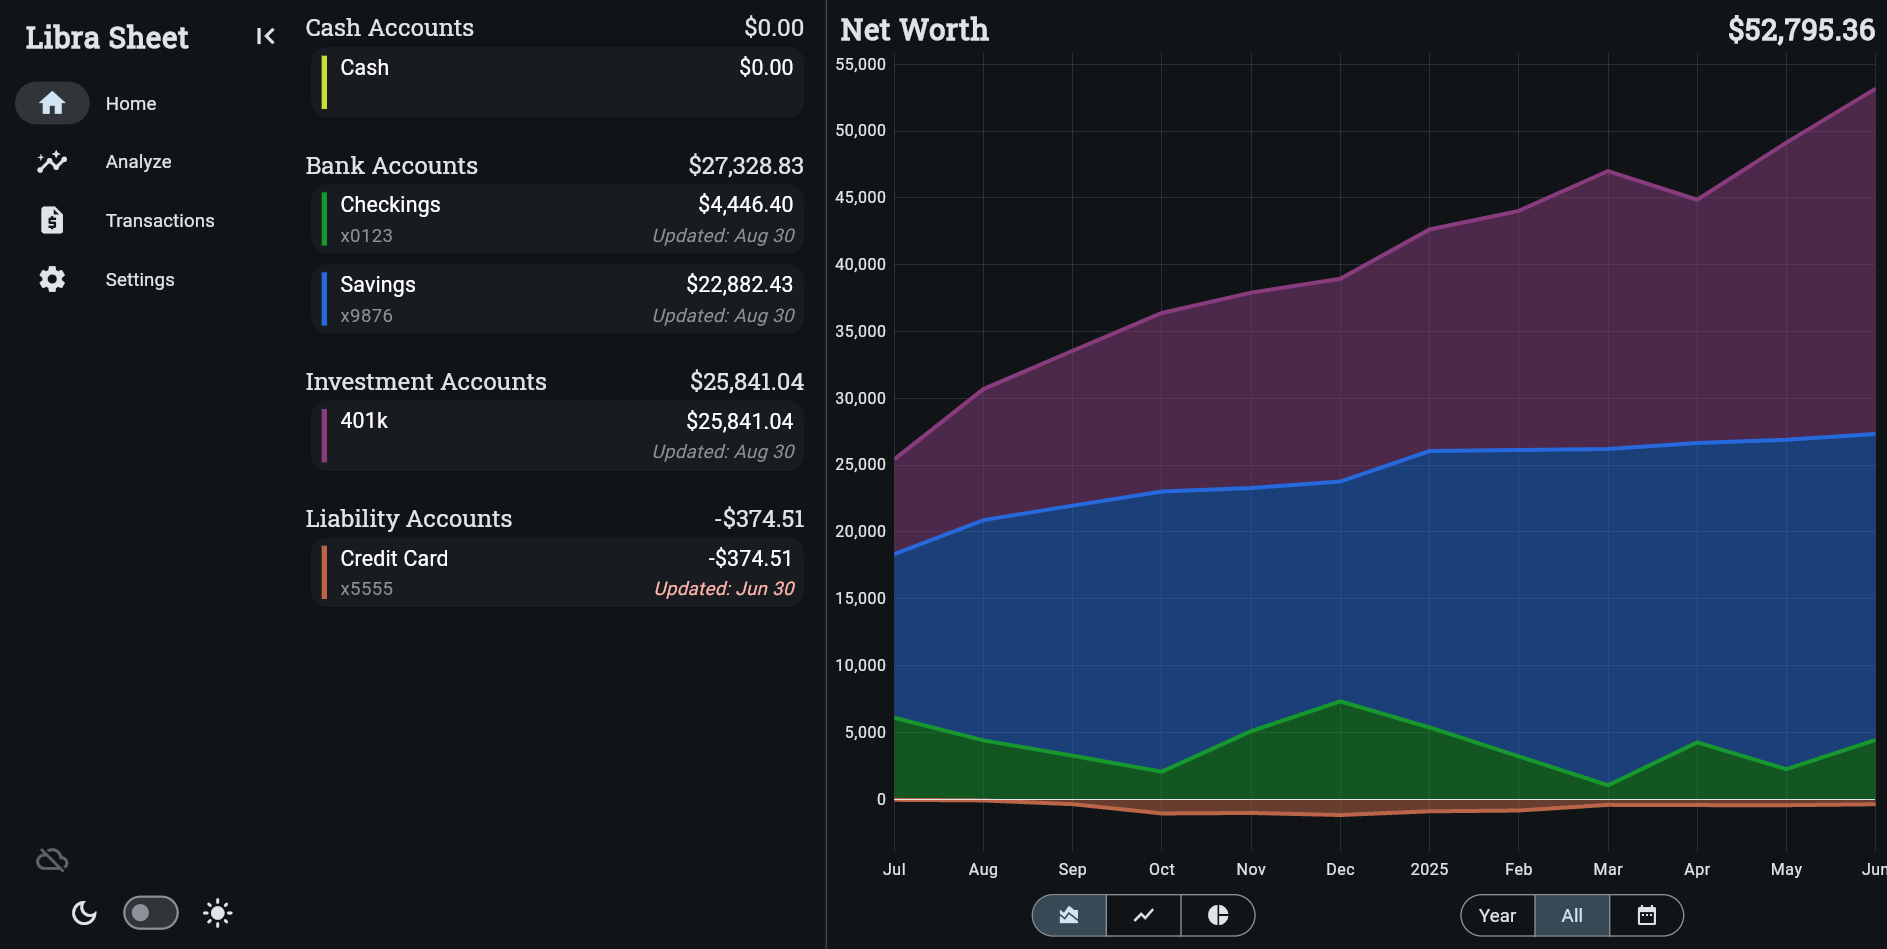 Libra Sheet
Home
Analyze
Transactions
Settings
Cash Accounts $0.00
Cash $0.00
Bank Accounts $27,328.83
Checkings $4,446.40
x0123 Updated: Aug 30
Savings $22,882.43
x9876 Updated: Aug 30
Investment Accounts $25,841.04
401k $25,841.04
Updated: Aug 30
Liability Accounts -$374.51
Credit Card -$374.51
x5555 Updated: Jun 30
Net Worth $52,795.36
55,000
50,000
45,000
40,000
35,000
30,000
25,000
20,000
15,000
10,000
5,000
0
Jul Aug Sep Oct Nov Dec 2025 Feb Mar Apr May Jun
Year All